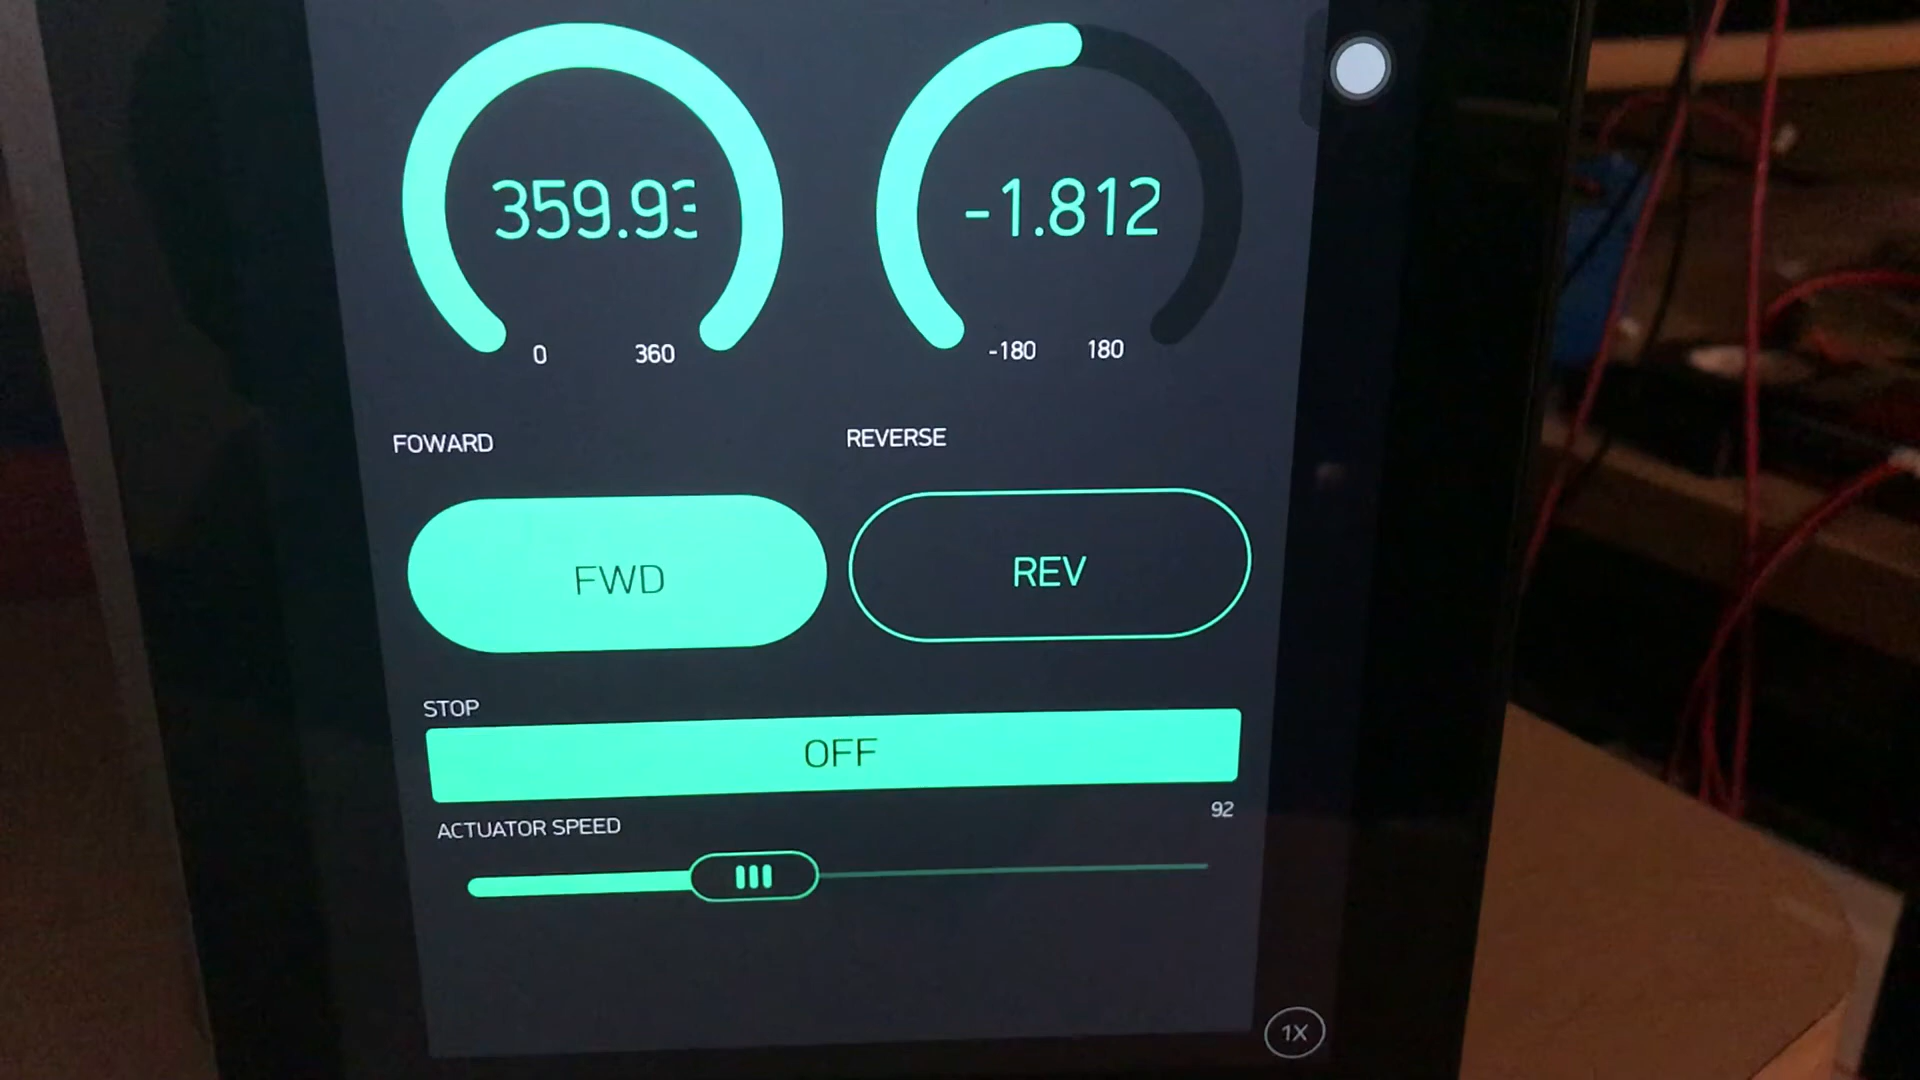 359.93
-1.812
0 360
-180 180
FOWARD
REVERSE
FWD
REV
STOP
OFF
92
ACTUATOR SPEED
1X